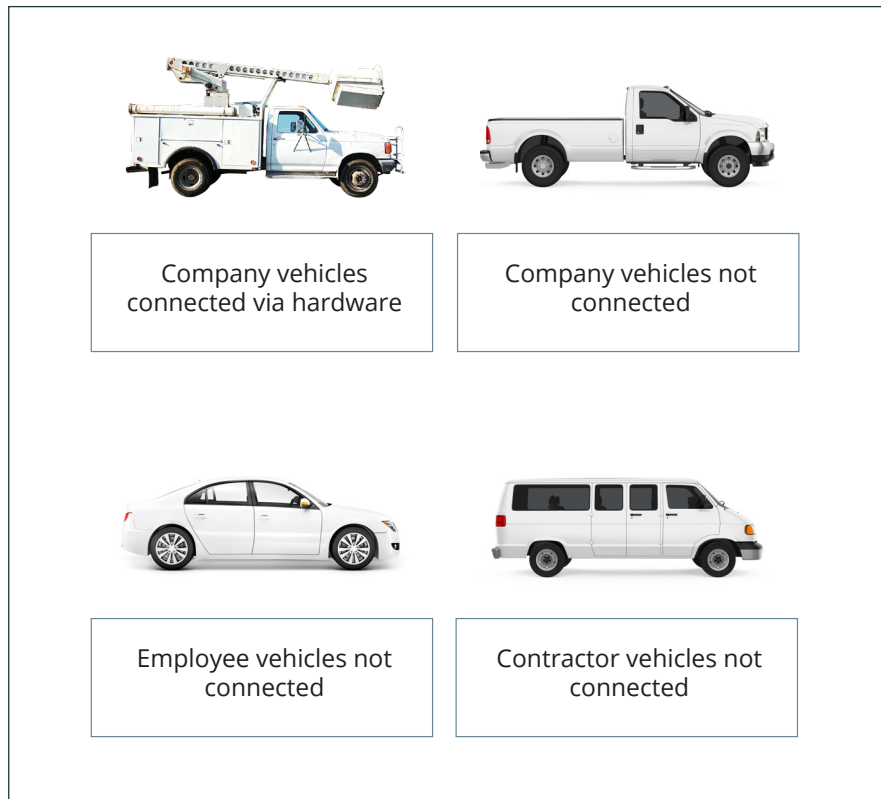 Company vehicles
connected via hardware
Company vehicles not
connected
Employee vehicles not
connected
Contractor vehicles not
connected